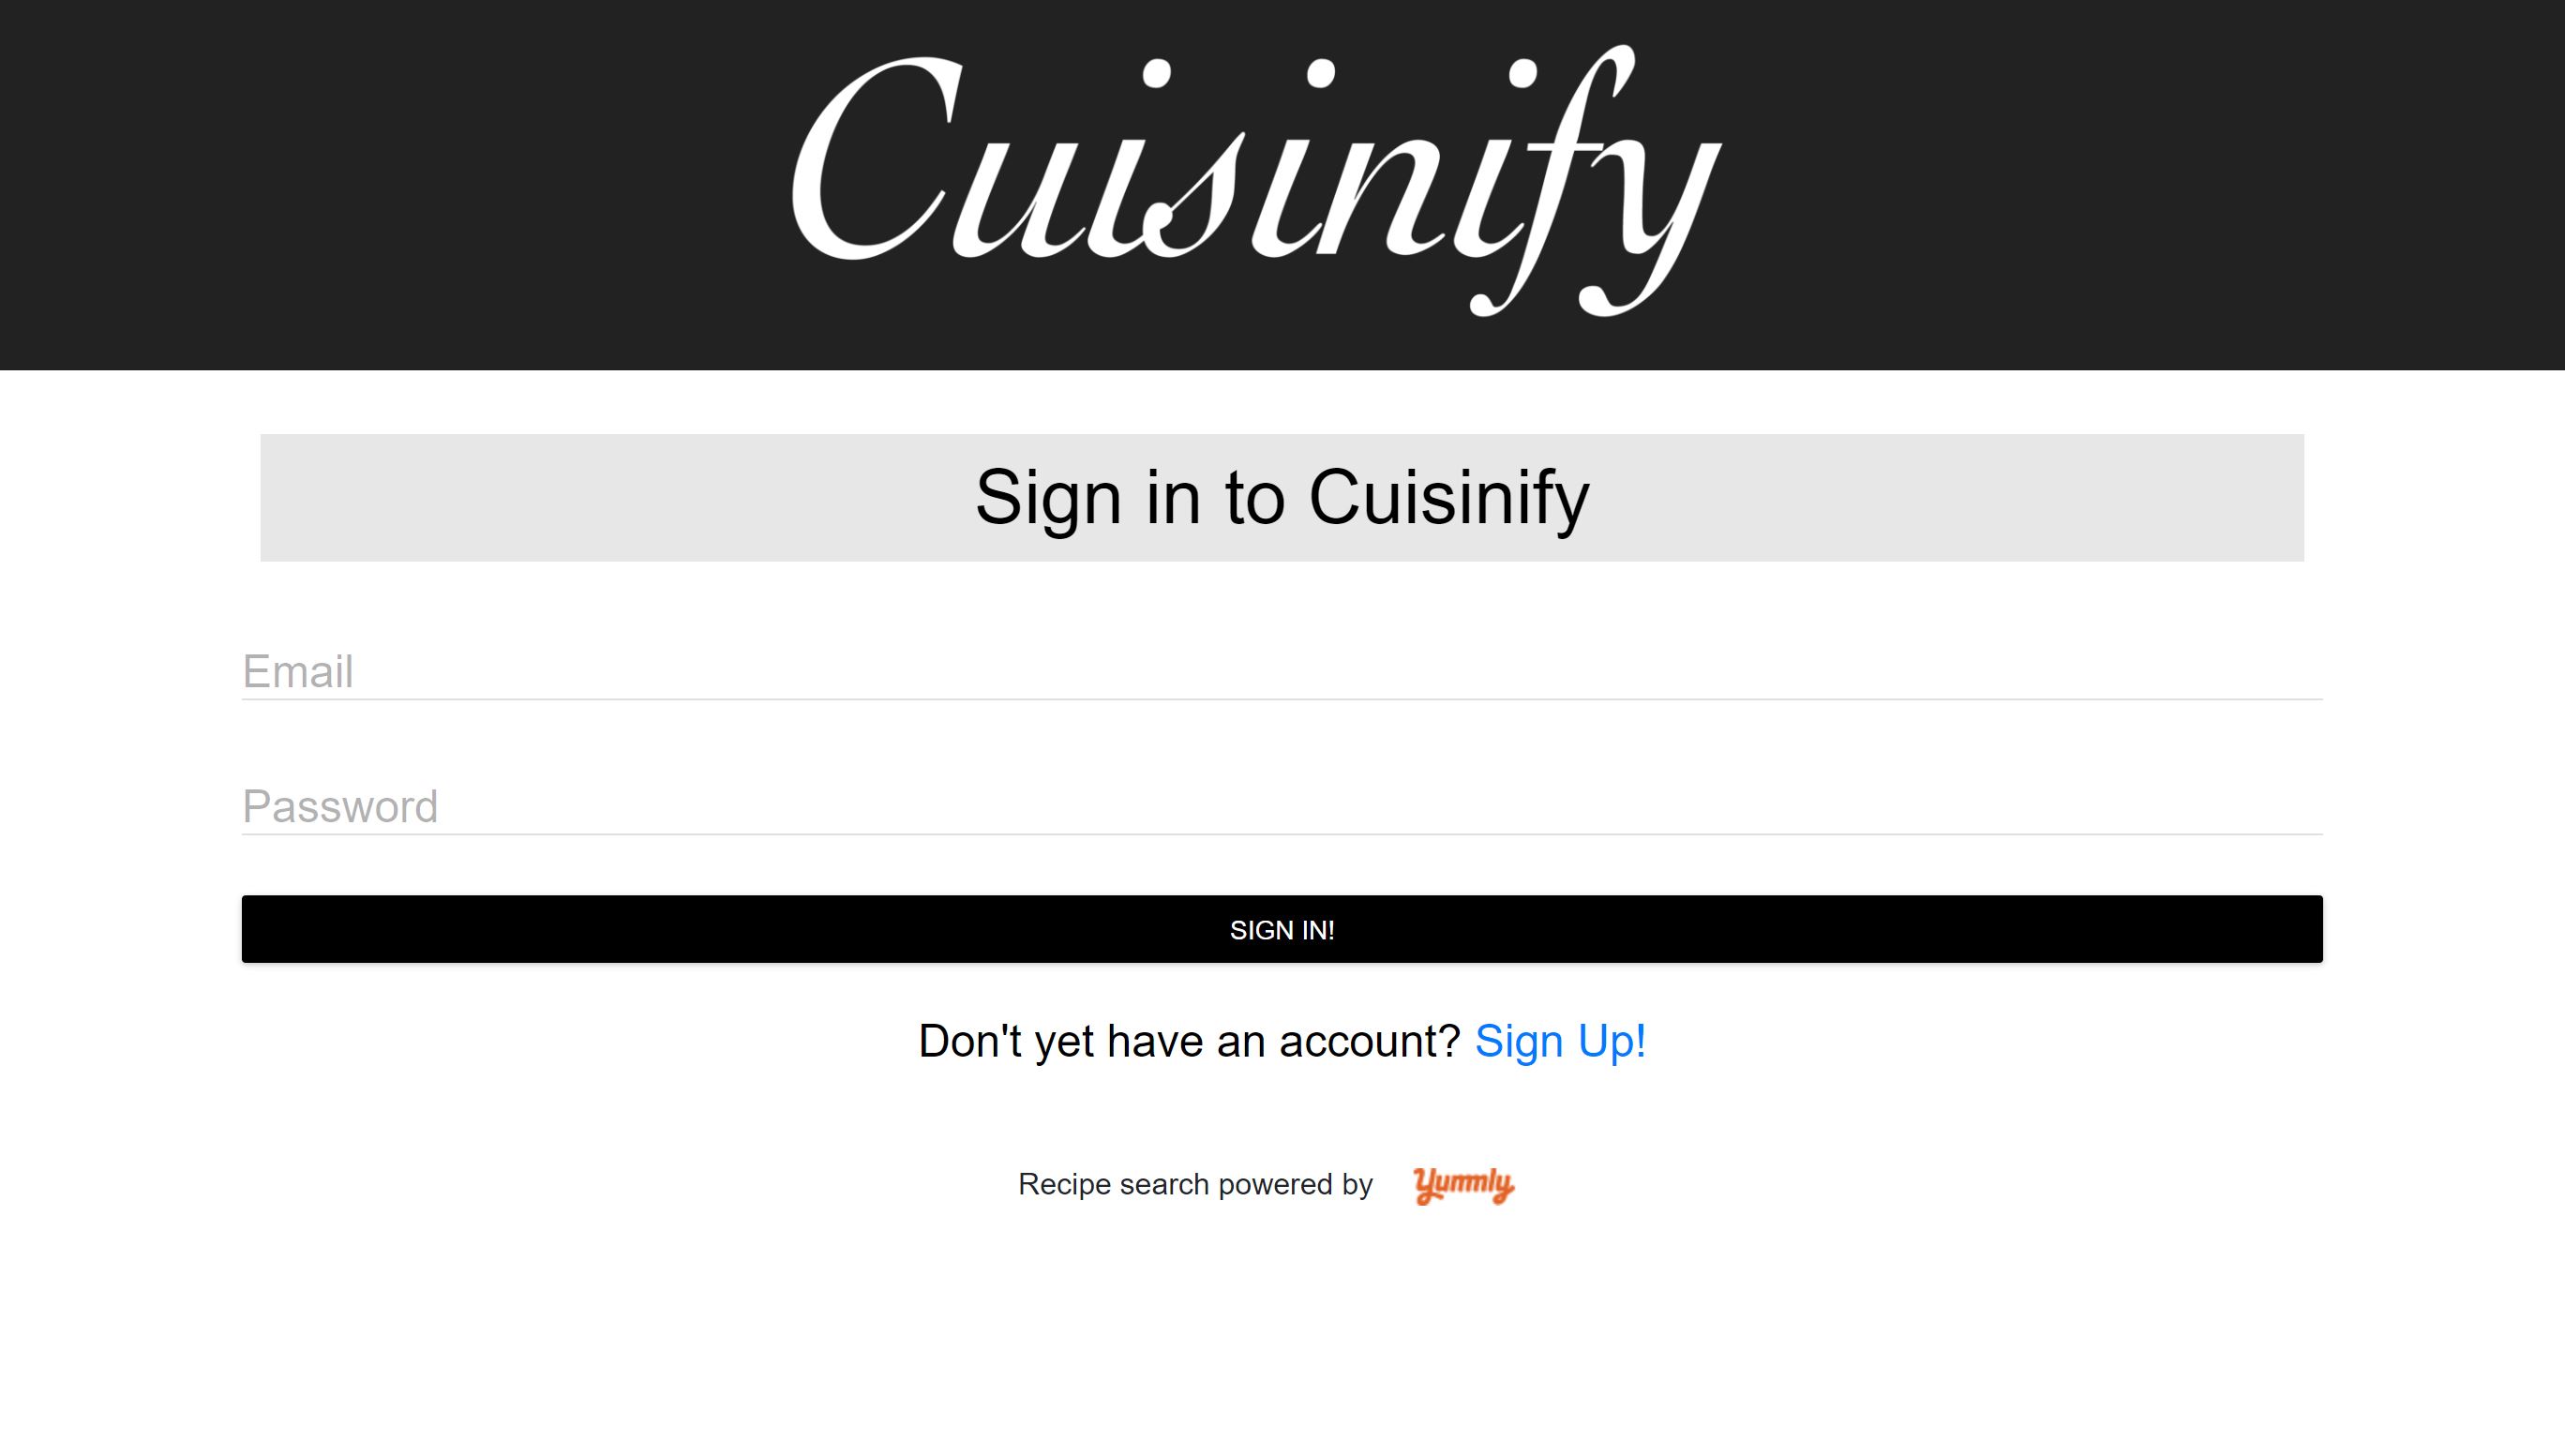 Cuisinify
Sign in to Cuisinify
Email
Password
SIGN IN!
Don't yet have an account? Sign Up!
Recipe search powered by Yummly